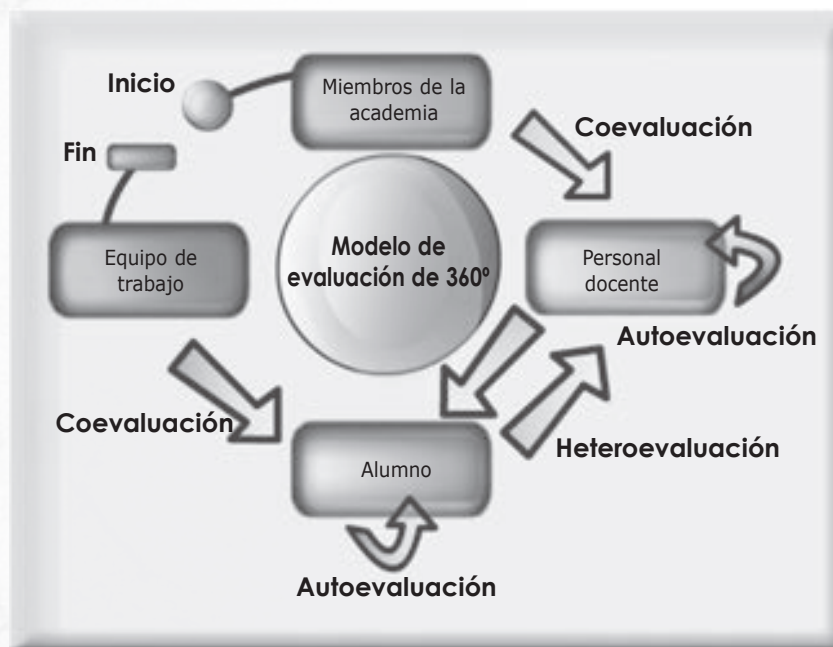 Inicio
Miembros de la
academia
Coevaluación
Fin
Equipo de
trabajo
Modelo de
evaluación de 360º
Personal
docente
Autoevaluación
Coevaluación
Alumno
Heteroevaluación
Autoevaluación